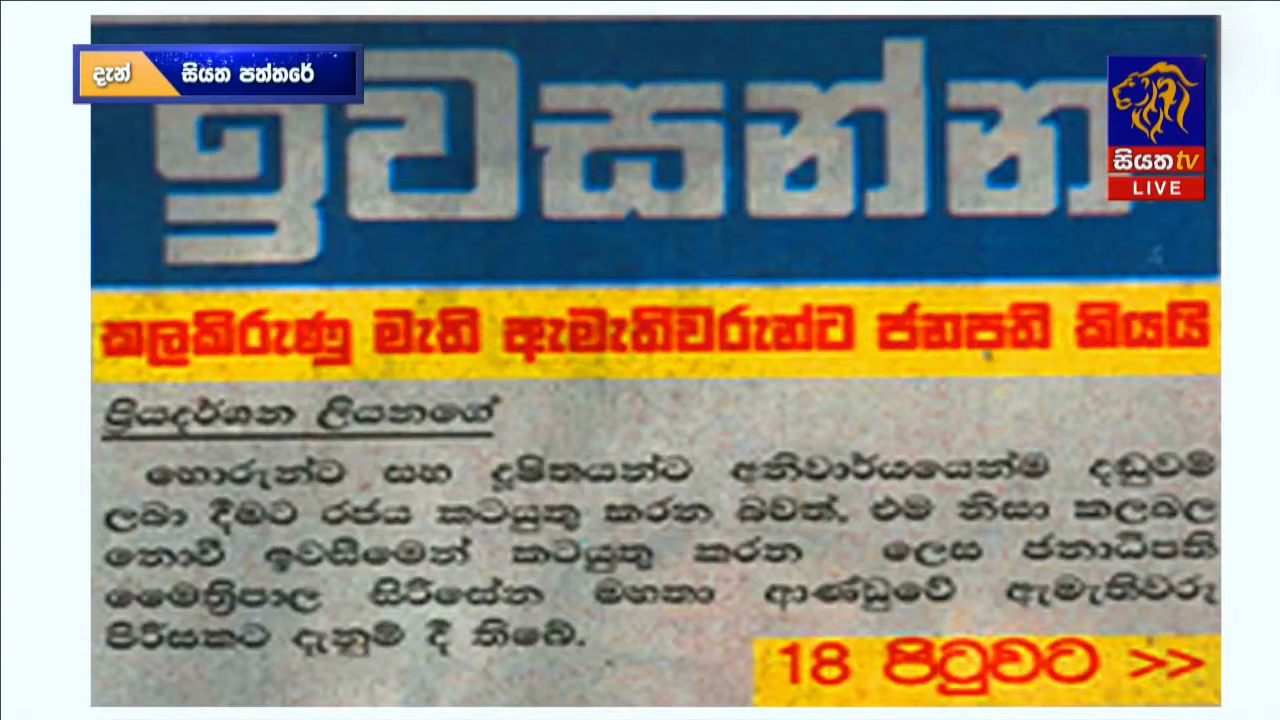 දැන් සියත පත්තරේ
ඉවසන්න
සියත tv
LIVE
කලකිරුණු මැති ඇමැතිවරුන්ට ජනපති කියයි
ප්‍රියදර්ශන ලියනගේ
හොරුන්ට සහ දූෂිතයන්ට අනිවාර්යයෙන්ම දඬුවම්
ලබා දීමට රජය කටයුතු කරන බවත්, එම නිසා කලබල
නොවී ඉවසීමෙන් කටයුතු කරන ලෙස ජනාධිපති
මෛත්‍රීපාල සිරිසේන මහතා ආණ්ඩුවේ ඇමැතිවරු
පිරිසකට දැනුම් දී තිබේ.
18 පිටුවට >>